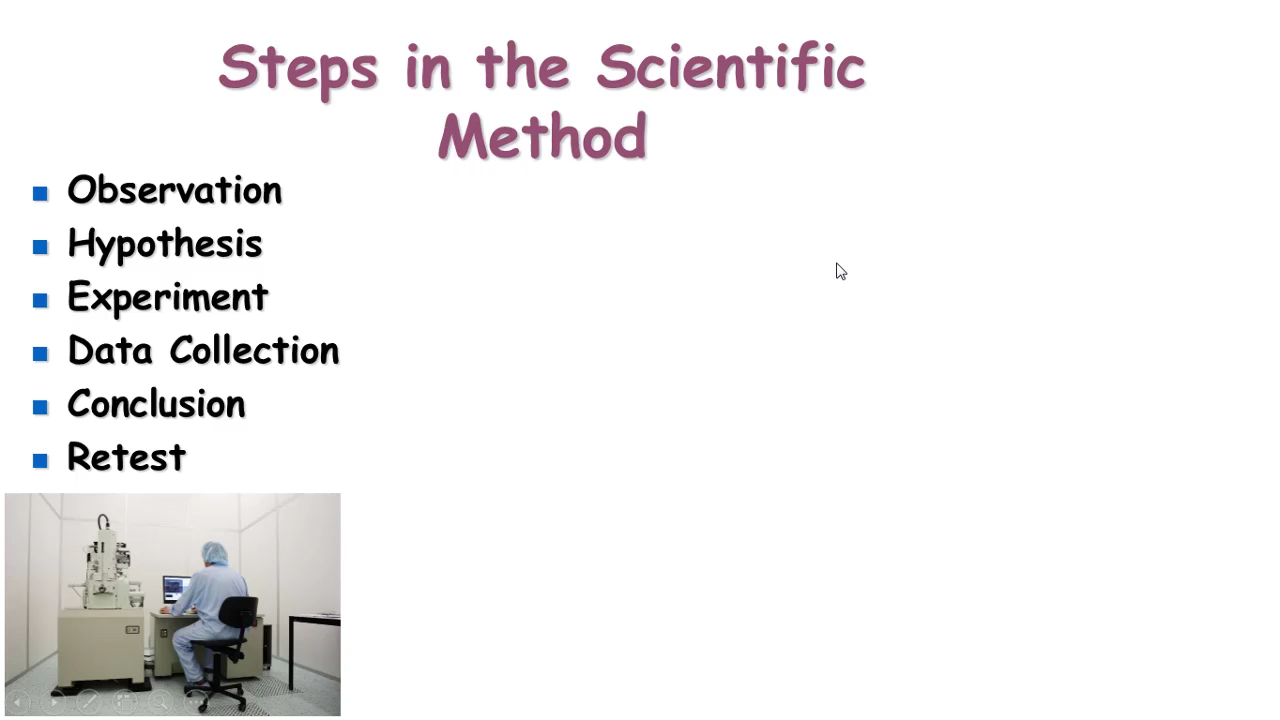 Steps in the Scientific
Method
Observation
Hypothesis
Experiment
Data Collection
Conclusion
Retest